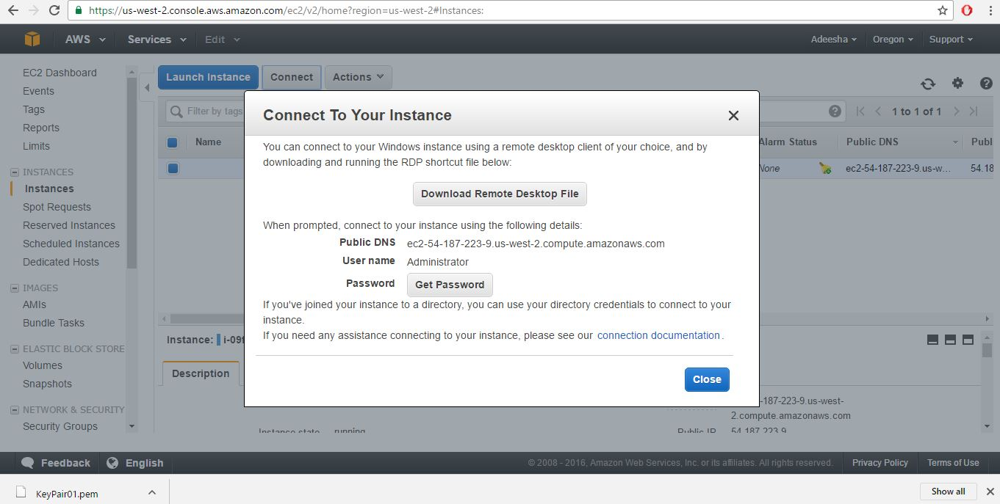 https://us-west-2.console.aws.amazon.com/ec2/v2/home?region=us-west-2#Instances:
AWS Services Edit Adeesha Oregon Support
EC2 Dashboard
Events
Tags
Reports
Limits
INSTANCES
Instances
Spot Requests
Reserved Instances
Scheduled Instances
Dedicated Hosts
IMAGES
AMIs
Bundle Tasks
ELASTIC BLOCK STORE
Volumes
Snapshots
NETWORK & SECURITY
Security Groups
Launch Instance Connect Actions
Filter by tags 1 to 1 of 1
Name Alarm Status Public DNS Publ
None ec2-54-187-223-9.us-w... 54.18
Connect To Your Instance
You can connect to your Windows instance using a remote desktop client of your choice, and by
downloading and running the RDP shortcut file below:
Download Remote Desktop File
When prompted, connect to your instance using the following details:
Public DNS ec2-54-187-223-9.us-west-2.compute.amazonaws.com
User name Administrator
Password Get Password
If you've joined your instance to a directory, you can use your directory credentials to connect to your
instance.
If you need any assistance connecting to your instance, please see our connection documentation.
Close
Instance: i-09
Description
-187-223-9.us-west-
2.compute.amazonaws.com
Instance state running Public IP 54.187.223.9
Feedback English © 2008 - 2016, Amazon Web Services, Inc. or its affiliates. All rights reserved. Privacy Policy Terms of Use
KeyPair01.pem Show all